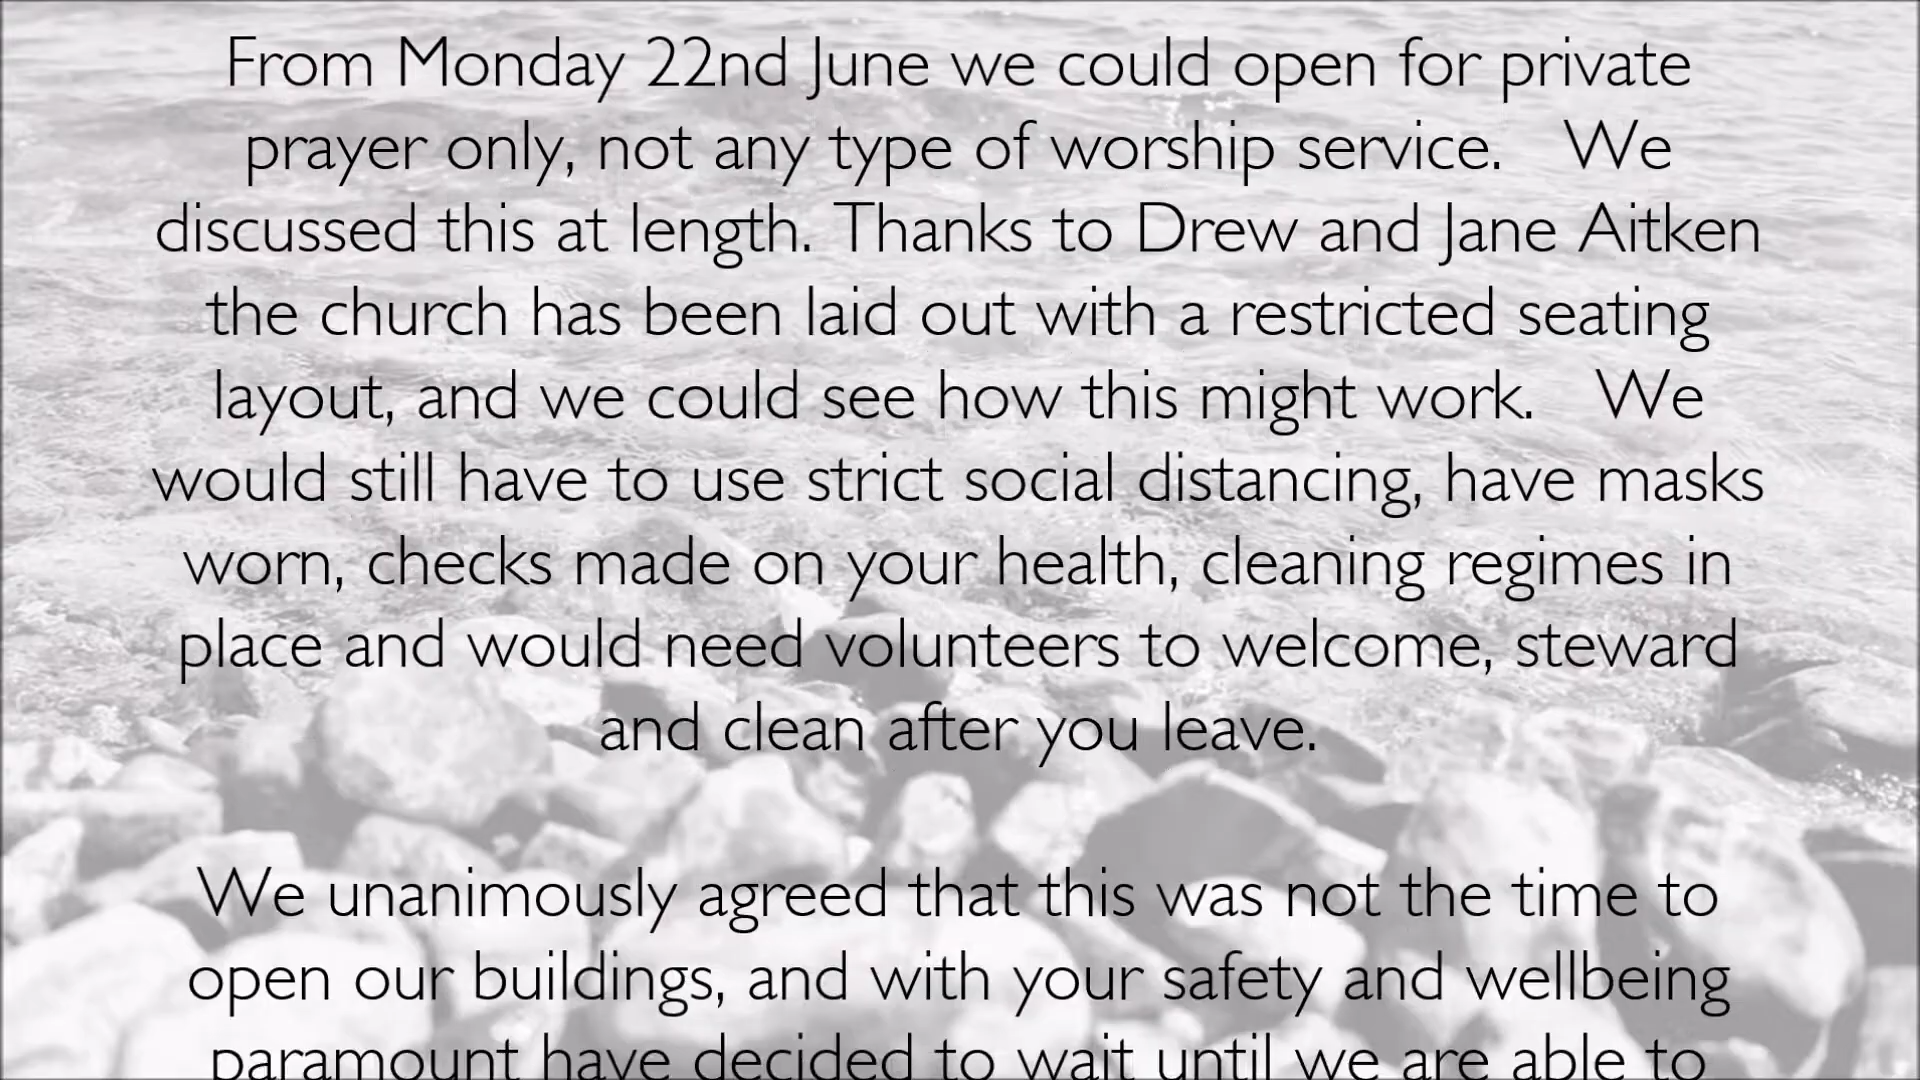 From Monday 22nd June we could open for private
prayer only, not any type of worship service. We
discussed this at length. Thanks to Drew and Jane Aitken
the church has been laid out with a restricted seating
layout, and we could see how this might work. We
would still have to use strict social distancing, have masks
worn, checks made on your health, cleaning regimes in
place and would need volunteers to welcome, steward
and clean after you leave.
We unanimously agreed that this was not the time to
open our buildings, and with your safety and wellbeing
paramount have decided to wait until we are able to